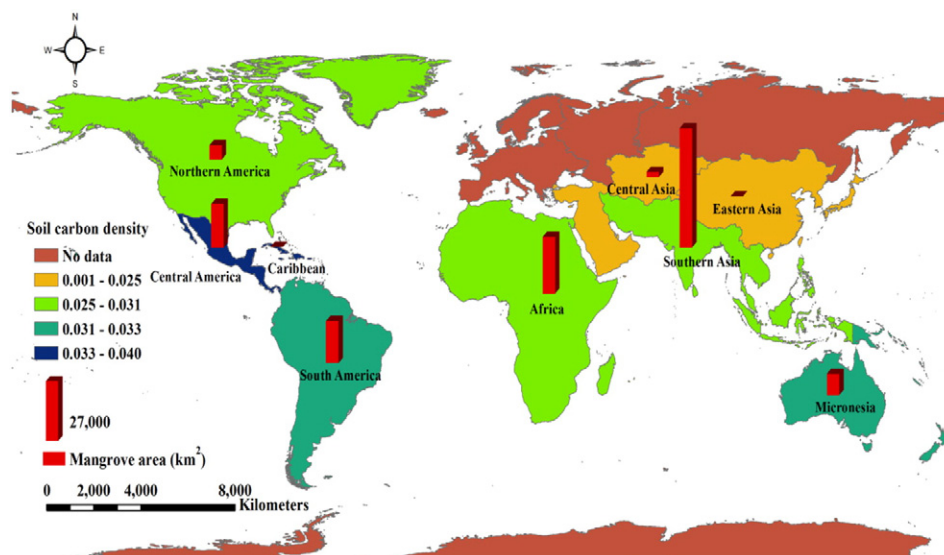 N
W E
S
Northern America
Central Asia
Eastern Asia
Soil carbon density
No data
0.001 - 0.025
0.025 - 0.031
0.031 - 0.033
0.033 - 0.040
Central America
Caribbean
Southern Asia
Africa
South America
Micronesia
27,000
Mangrove area (km²)
0 2,000 4,000 8,000
Kilometers